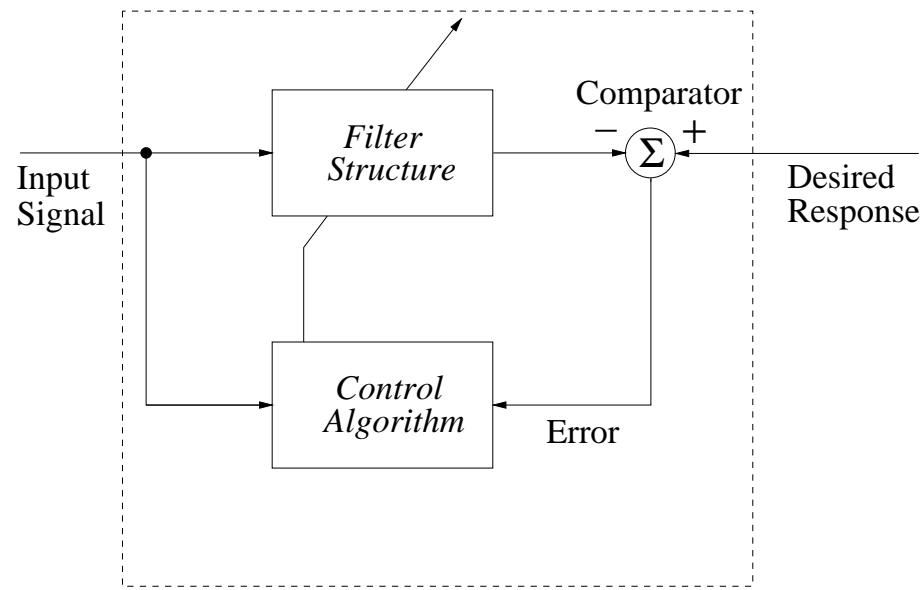 Comparator
Filter
Structure
−
+
Σ
Input
Signal
Desired
Response
Control
Algorithm
Error